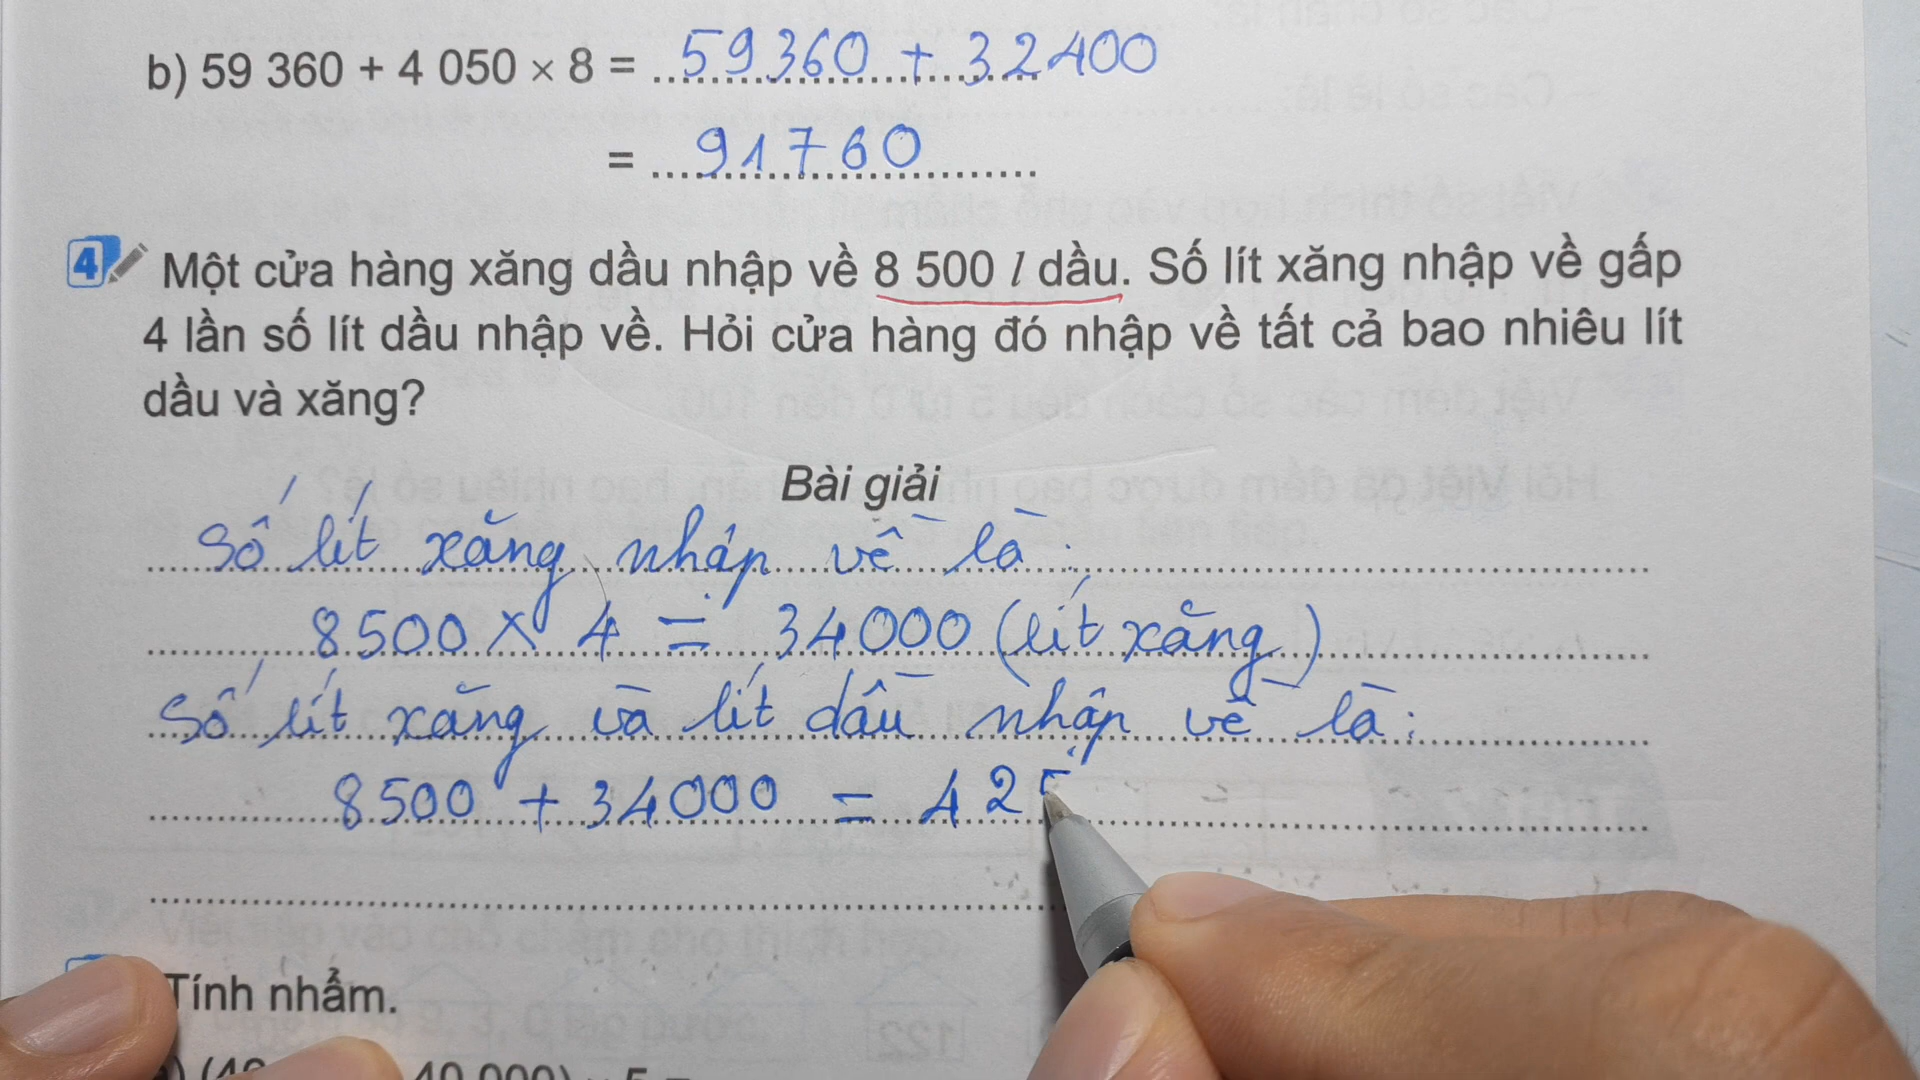 b) 59 360 + 4 050 × 8 = 59360 + 32400
= 91760
4 Một cửa hàng xăng dầu nhập về 8 500 l dầu. Số lít xăng nhập về gấp
4 lần số lít dầu nhập về. Hỏi cửa hàng đó nhập về tất cả bao nhiêu lít
dầu và xăng?
Bài giải
Số lít xăng nhập về là:
8500 × 4 = 34000 (lít xăng)
Số lít xăng và lít dầu nhập về là:
8500 + 34000 = 425
Tính nhẩm.
40 000) × 5 =